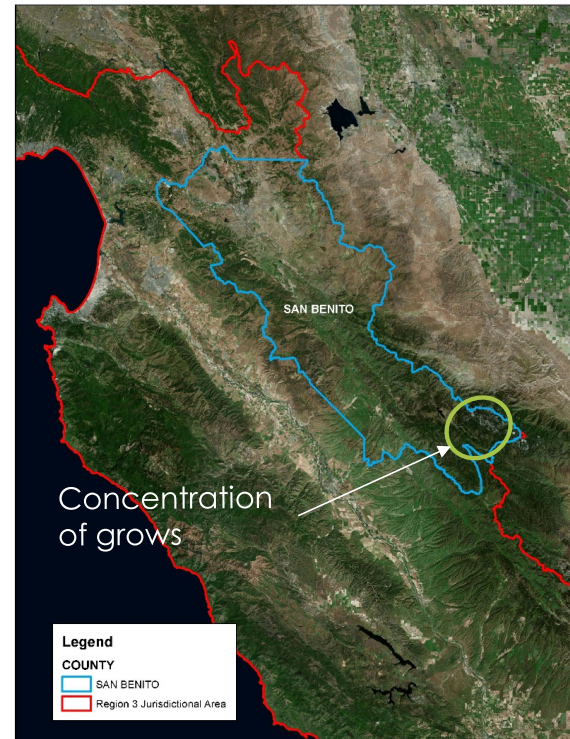 SAN BENITO
Concentration
of grows
Legend
COUNTY
SAN BENITO
Region 3 Jurisdictional Area